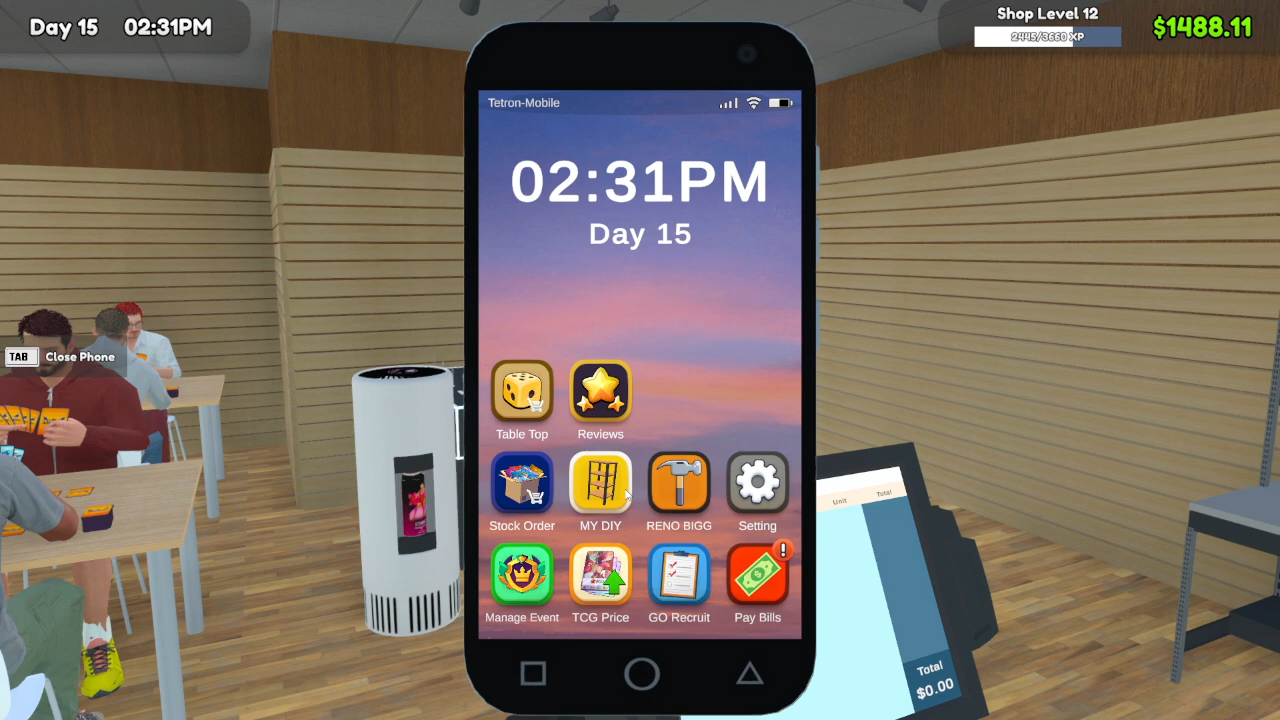 Day 15 02:31PM
Shop Level 12
2445/3660 XP
$1488.11
Tetron-Mobile
02:31PM
Day 15
TAB Close Phone
Table Top Reviews
Stock Order MY DIY RENO BIGG Setting
Manage Event TCG Price GO Recruit Pay Bills
!
Unit Total
Total
$0.00